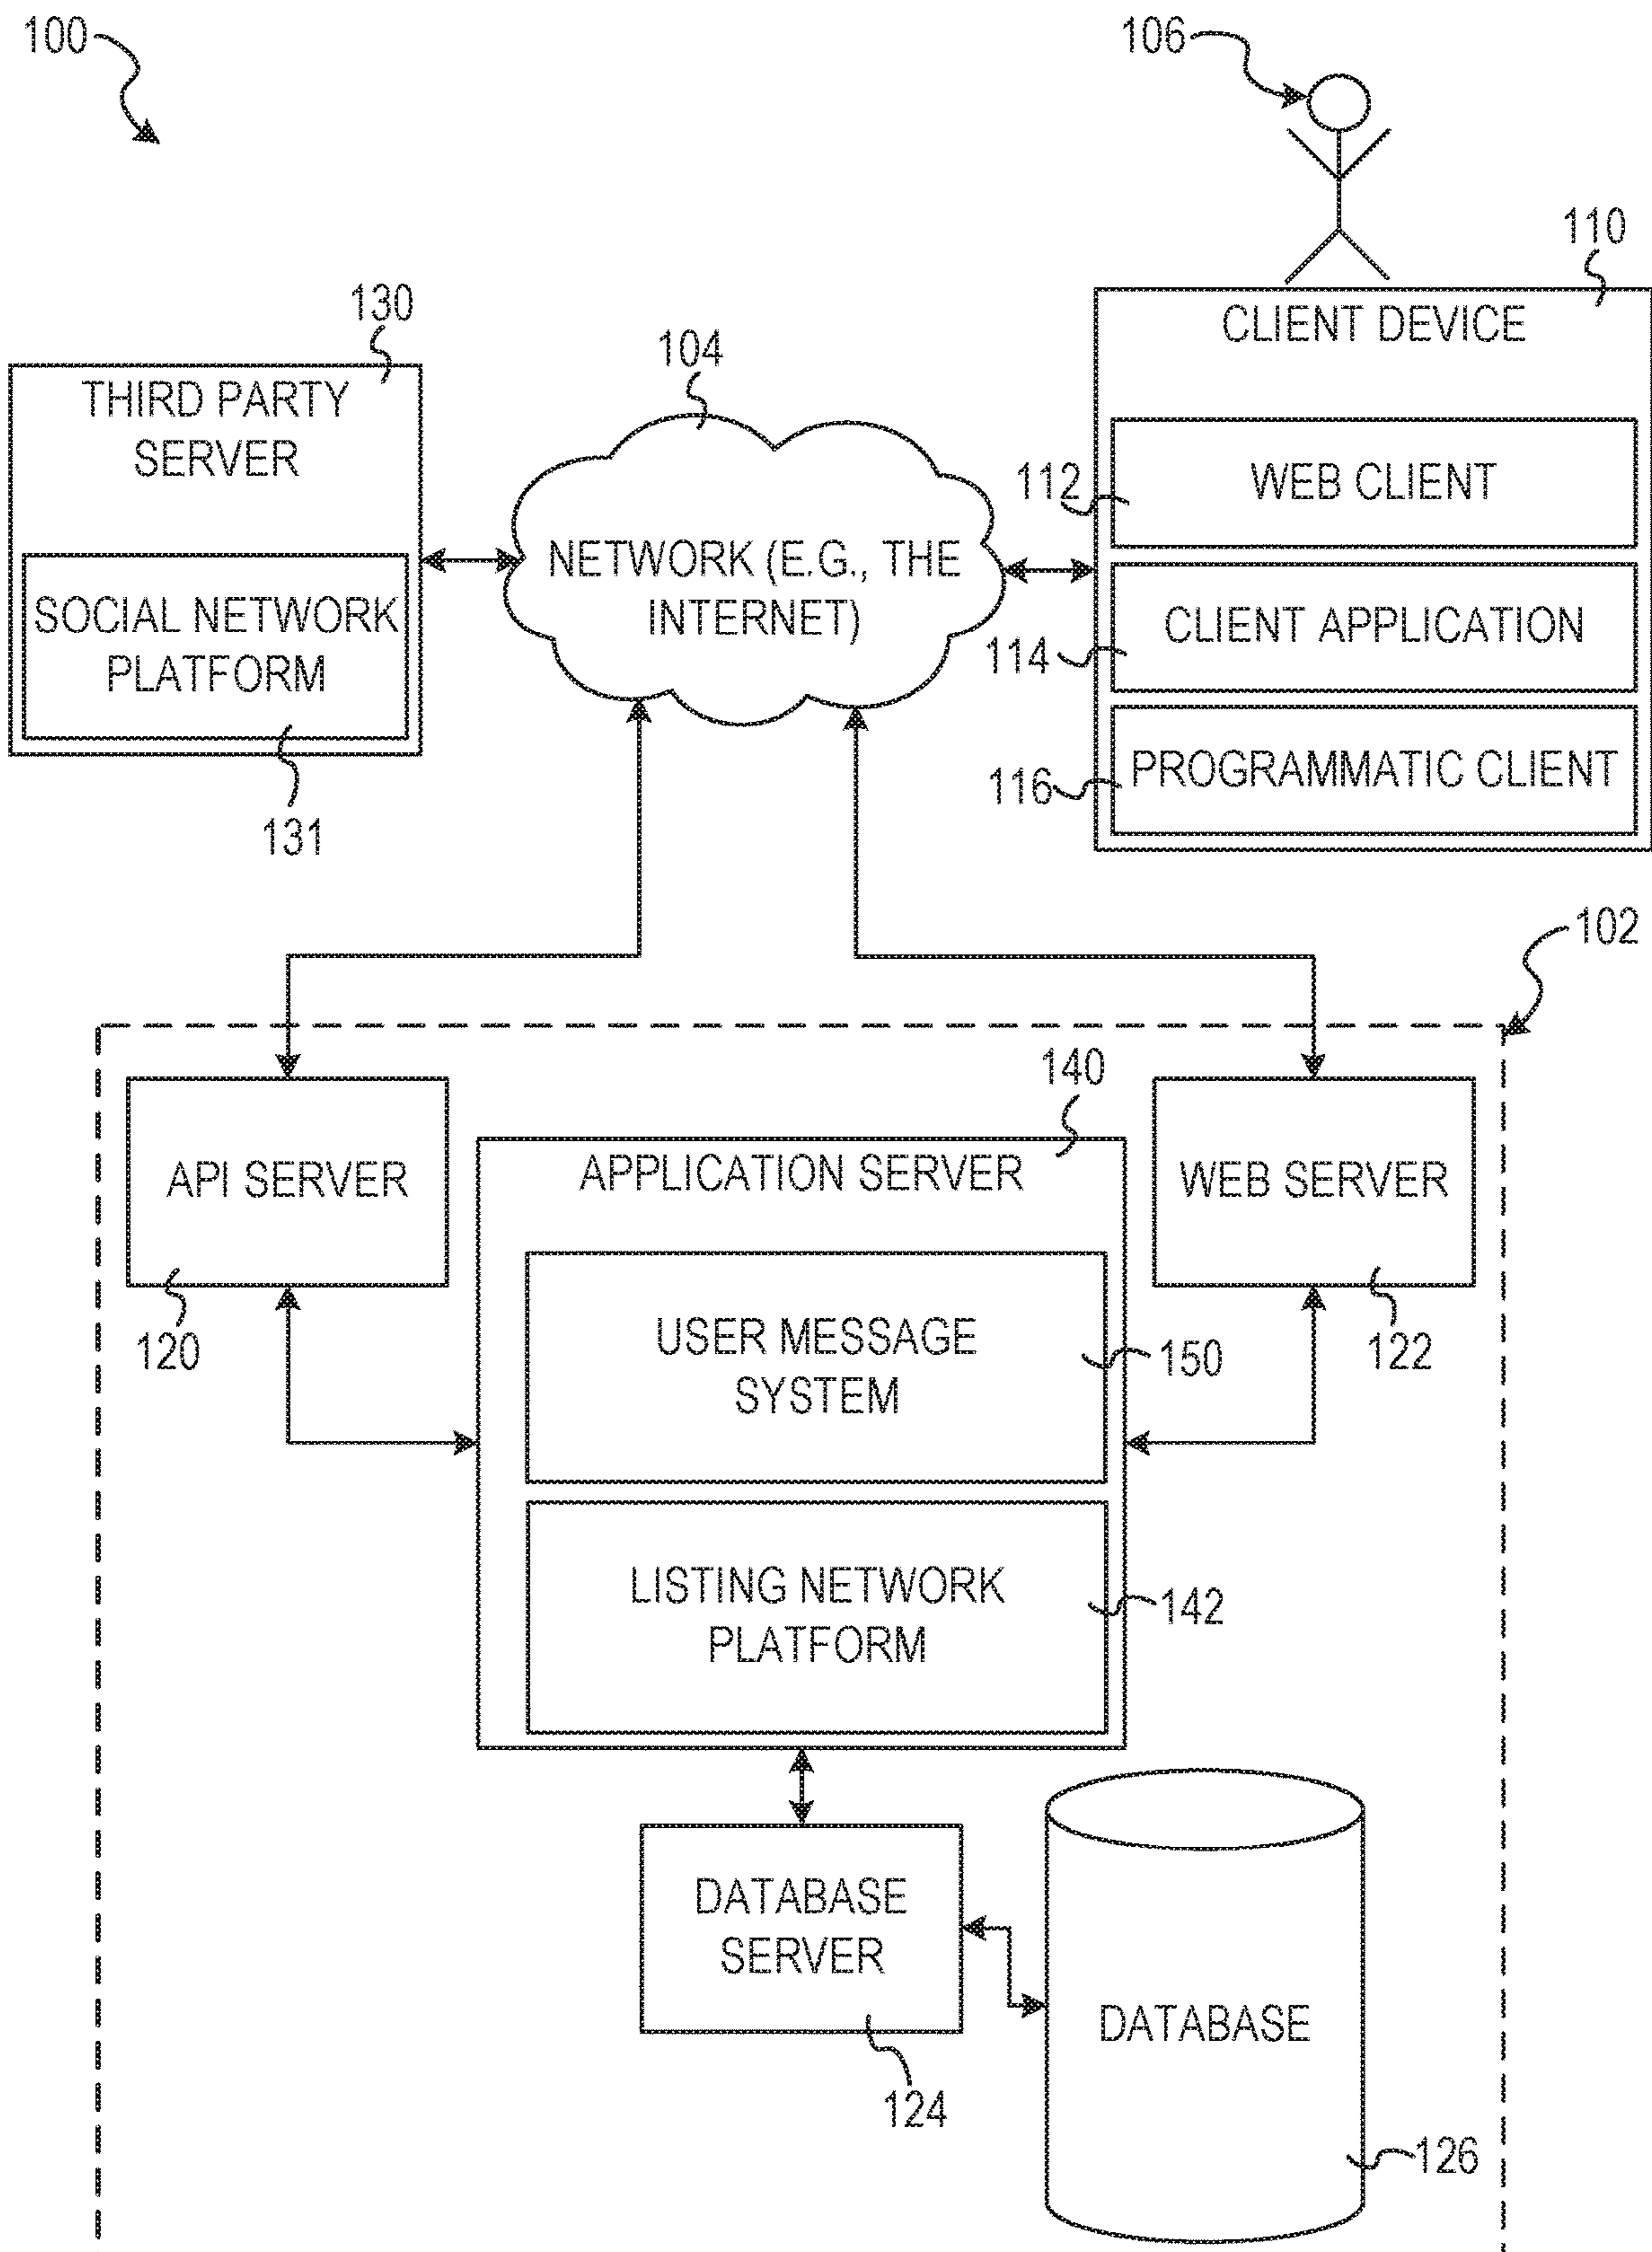 100
106
110
CLIENT DEVICE
130
THIRD PARTY
SERVER
104
112
WEB CLIENT
NETWORK (E.G., THE
INTERNET)
SOCIAL NETWORK
PLATFORM
114
CLIENT APPLICATION
116
PROGRAMMATIC CLIENT
131
102
140
API SERVER
APPLICATION SERVER
WEB SERVER
120
USER MESSAGE
SYSTEM
150
122
LISTING NETWORK
PLATFORM
142
DATABASE
SERVER
DATABASE
124
126